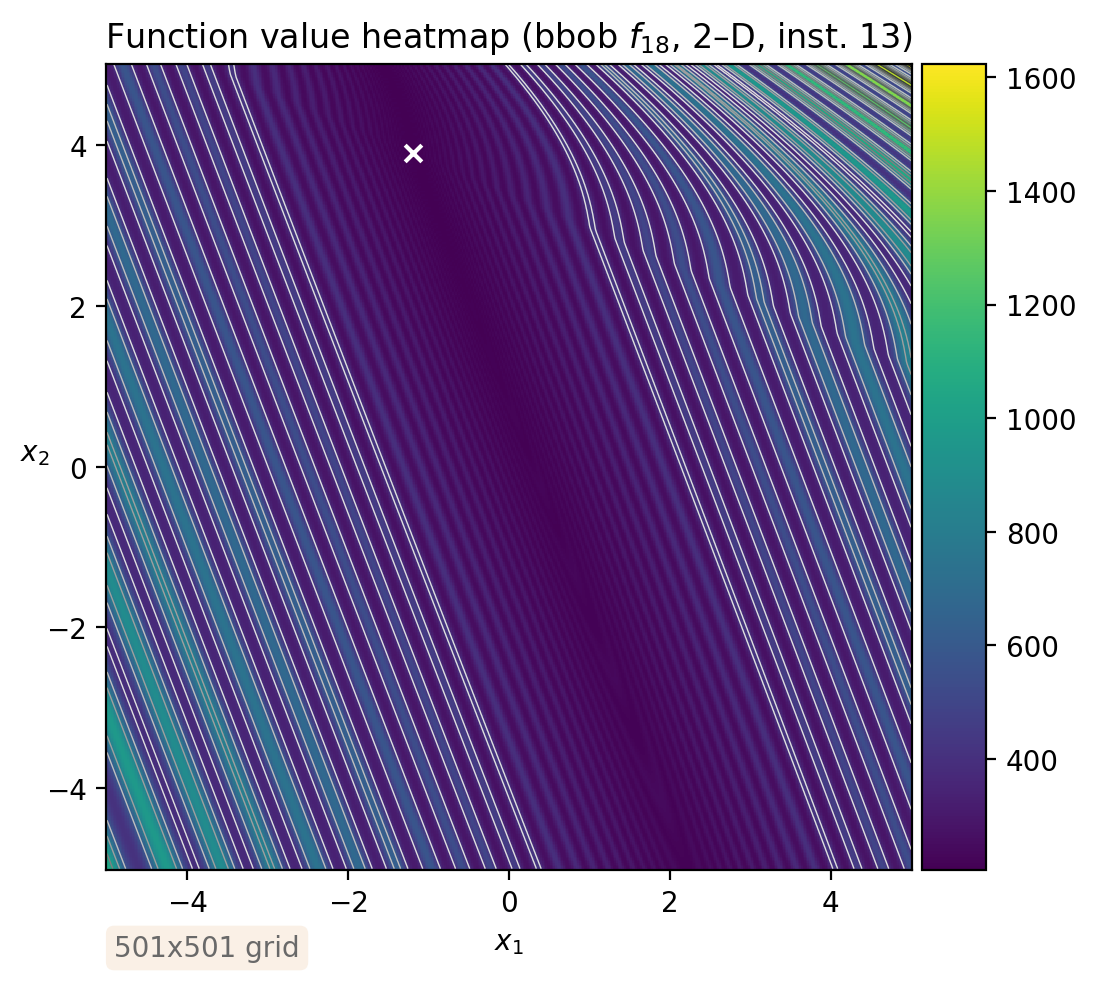 Function value heatmap (bbob f₁₈, 2–D, inst. 13)
1600
1400
1200
1000
800
600
400
4
2
0
−2
−4
x₂
−4 −2 0 2 4
x₁
501x501 grid